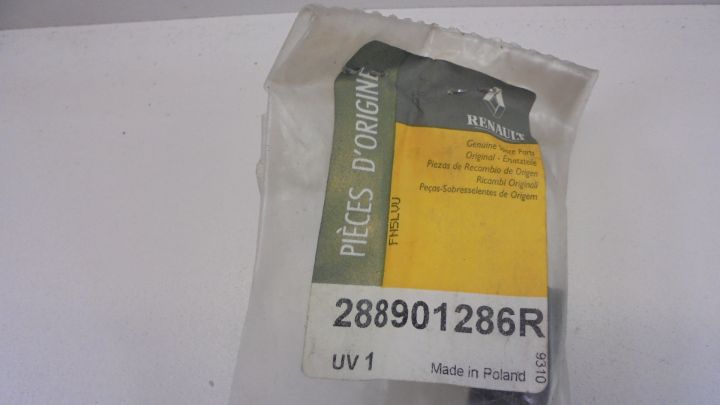 PIÈCES D'ORIGINE
RENAULT
Genuine Spare Parts
Original - Ersatzteile
Piezas de Recambio de Origen
Ricambi Originali
Peças-Sobresselentes de Origem
FN5LVU
288901286R
UV 1
Made in Poland
9310